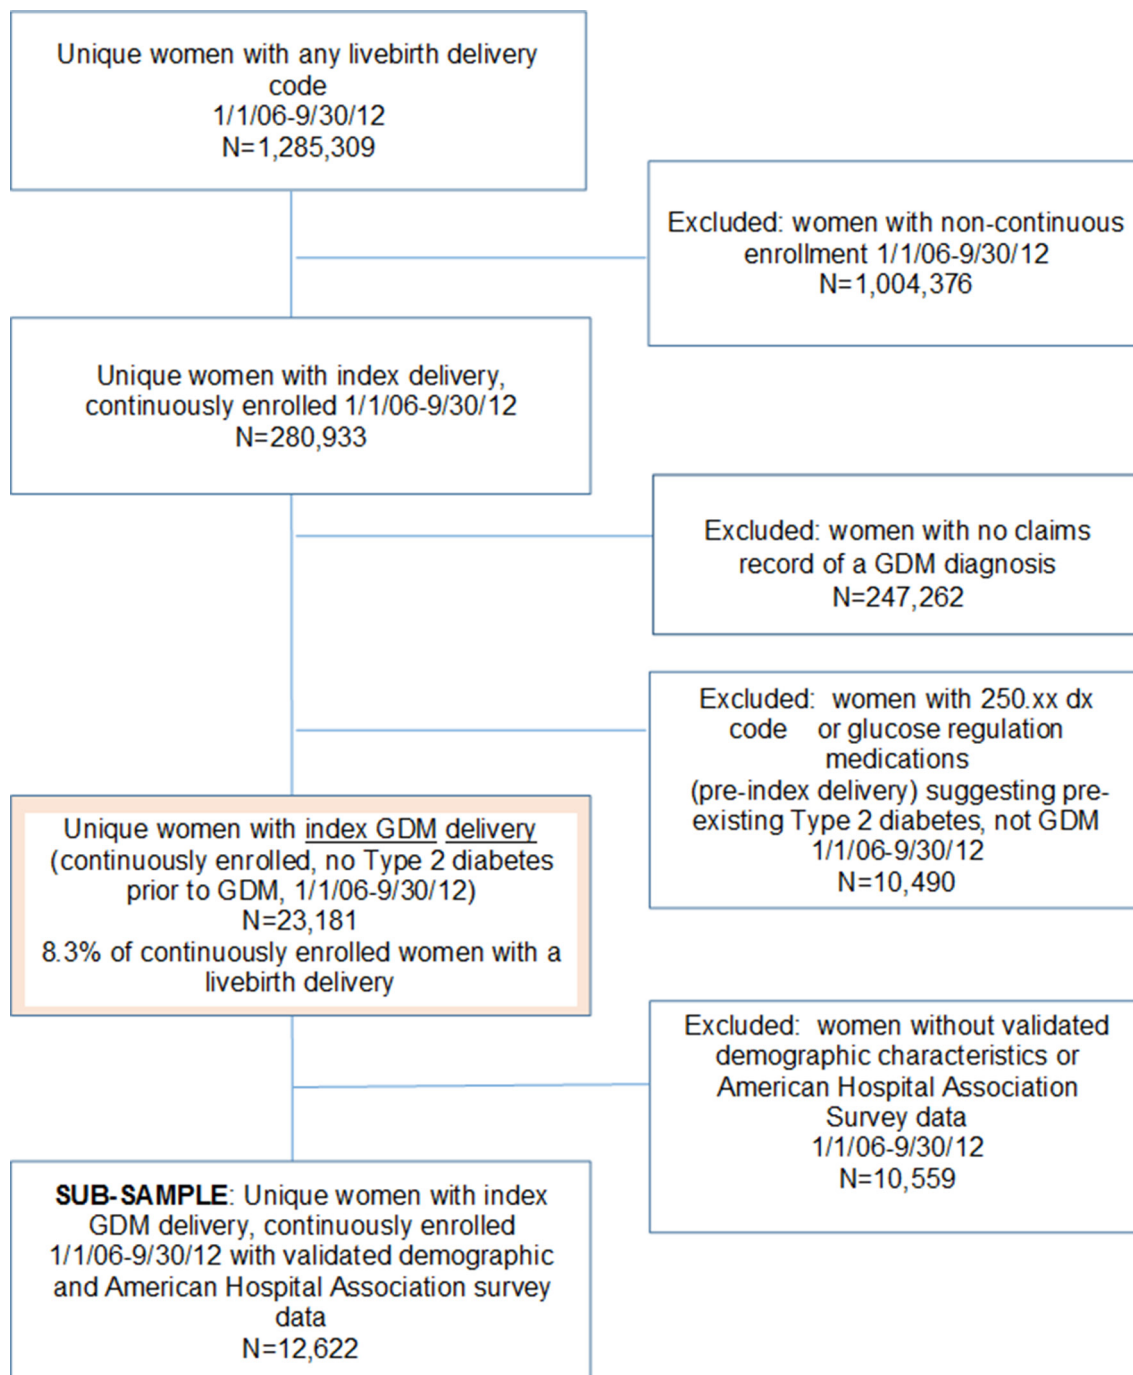 Unique women with any livebirth delivery
code
1/1/06-9/30/12
N=1,285,309
Excluded: women with non-continuous
enrollment 1/1/06-9/30/12
N=1,004,376
Unique women with index delivery,
continuously enrolled 1/1/06-9/30/12
N=280,933
Excluded: women with no claims
record of a GDM diagnosis
N=247,262
Excluded: women with 250.xx dx
code or glucose regulation
medications
(pre-index delivery) suggesting pre-
existing Type 2 diabetes, not GDM
1/1/06-9/30/12
N=10,490
Unique women with index GDM delivery
(continuously enrolled, no Type 2 diabetes
prior to GDM, 1/1/06-9/30/12)
N=23,181
8.3% of continuously enrolled women with a
livebirth delivery
Excluded: women without validated
demographic characteristics or
American Hospital Association
Survey data
1/1/06-9/30/12
N=10,559
SUB-SAMPLE: Unique women with index
GDM delivery, continuously enrolled
1/1/06-9/30/12 with validated demographic
and American Hospital Association survey
data
N=12,622